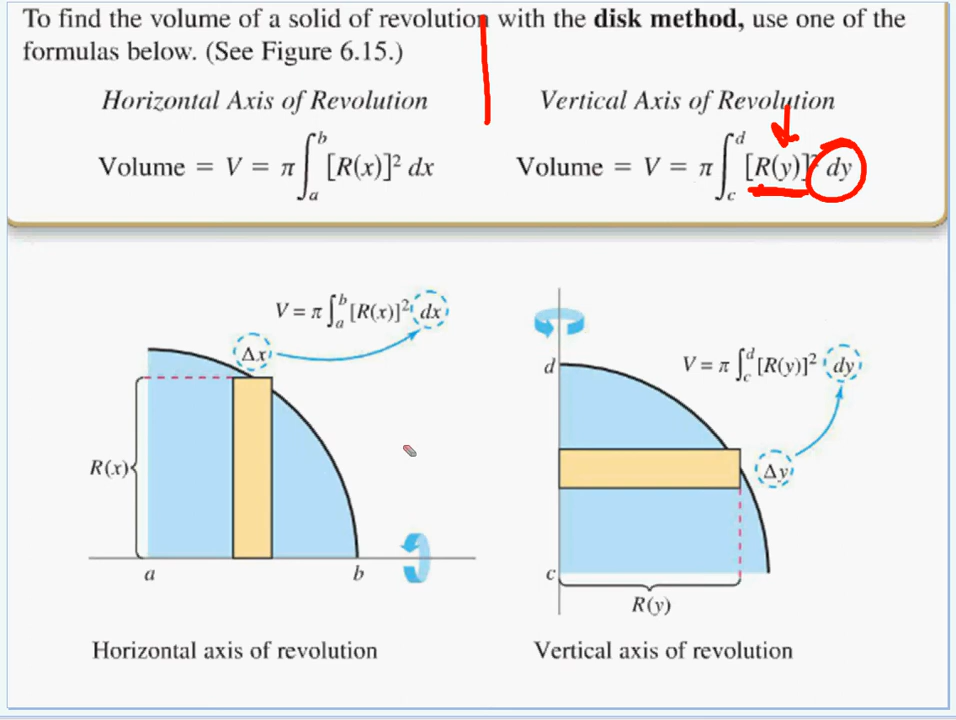 To find the volume of a solid of revolution with the disk method, use one of the
formulas below. (See Figure 6.15.)
Horizontal Axis of Revolution
Volume = V = π ∫ₐᵇ [R(x)]² dx
Vertical Axis of Revolution
Volume = V = π ∫_c^d [R(y)]² dy
V = π ∫ₐᵇ [R(x)]² dx
Δx
R(x)
a
b
Horizontal axis of revolution
V = π ∫_c^d [R(y)]² dy
d
Δy
c
R(y)
Vertical axis of revolution